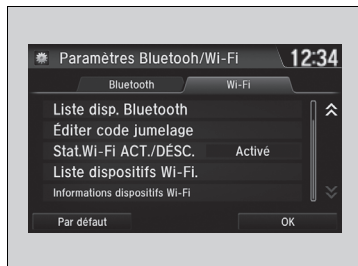 Paramètres Bluetooh/Wi-Fi 12:34
Bluetooth Wi-Fi
Liste disp. Bluetooth
Éditer code jumelage
Stat.Wi-Fi ACT./DÉSC. Activé
Liste dispositifs Wi-Fi.
Informations dispositifs Wi-Fi
Par défaut OK